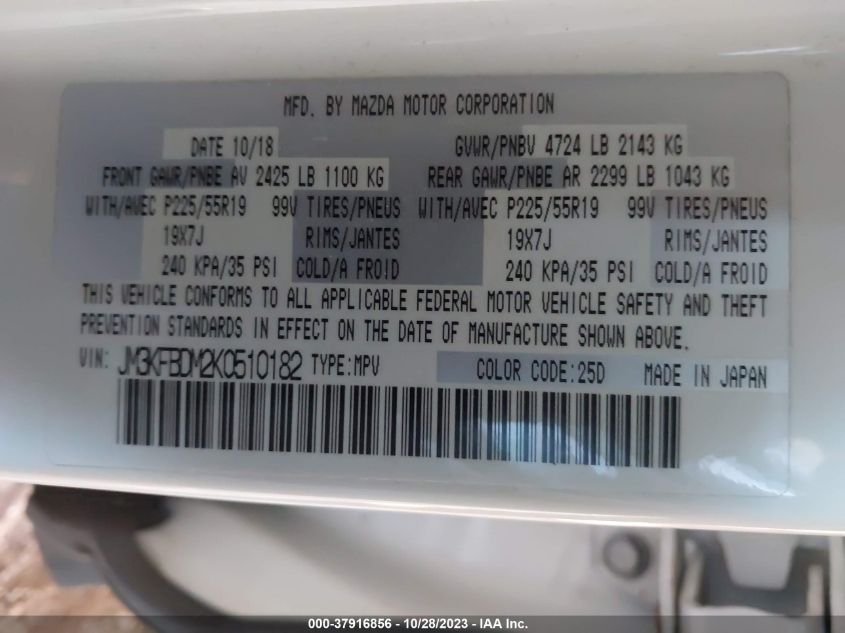 MFD. BY MAZDA MOTOR CORPORATION
DATE 10/18 GVWR/PNBV 4724 LB 2143 KG
FRONT GAWR/PNBE AV 2425 LB 1100 KG REAR GAWR/PNBE AR 2299 LB 1043 KG
WITH/AVEC P225/55R19 99V TIRES/PNEUS WITH/AVEC P225/55R19 99V TIRES/PNEUS
19X7J RIMS/JANTES 19X7J RIMS/JANTES
240 KPA/35 PSI COLD/A FROID 240 KPA/35 PSI COLD/A FROID
THIS VEHICLE CONFORMS TO ALL APPLICABLE FEDERAL MOTOR VEHICLE SAFETY AND THEFT
PREVENTION STANDARDS IN EFFECT ON THE DATE OF MANUFACTURE SHOWN ABOVE.
VIN: JM3KFBDM2K0510182 TYPE:MPV COLOR CODE:25D MADE IN JAPAN
000-37916856 / 10/28/2023 - IAA Inc.